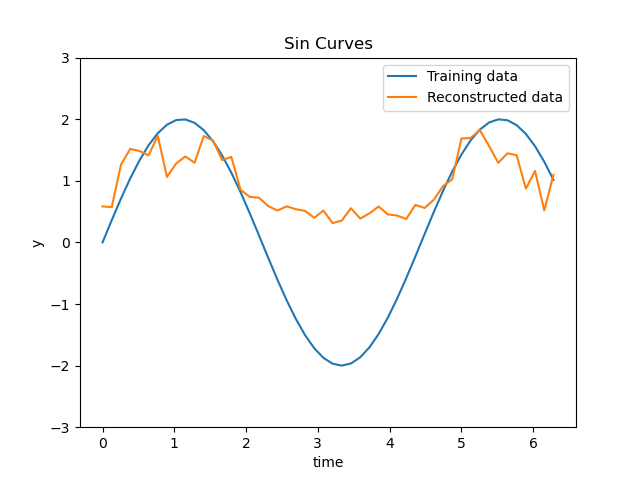 Sin Curves
Training data
Reconstructed data
y
3
2
1
0
−1
−2
−3
0 1 2 3 4 5 6
time